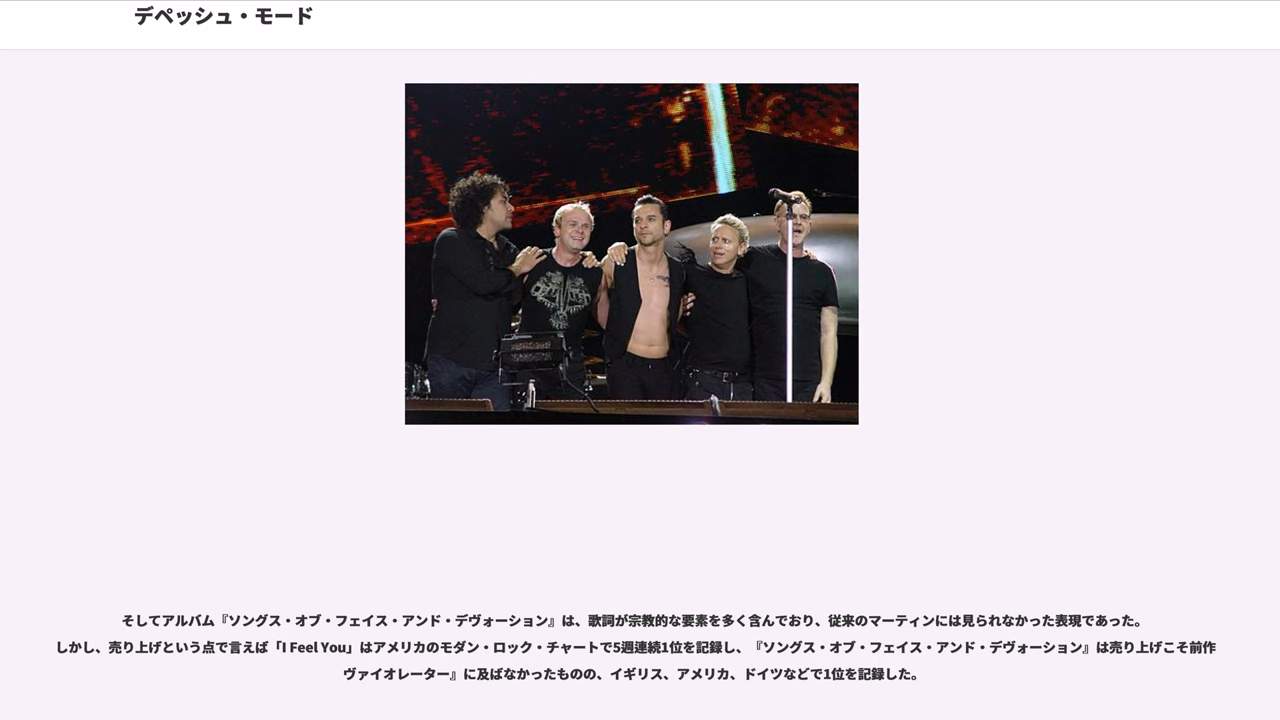 デペッシュ・モード
そしてアルバム『ソングス・オブ・フェイス・アンド・デヴォーション』は、歌詞が宗教的な要素を多く含んでおり、従来のマーティンには見られなかった表現であった。
しかし、売り上げという点で言えば「I Feel You」はアメリカのモダン・ロック・チャートで5週連続1位を記録し、『ソングス・オブ・フェイス・アンド・デヴォーション』は売り上げこそ前作
ヴァイオレーター』に及ばなかったものの、イギリス、アメリカ、ドイツなどで1位を記録した。